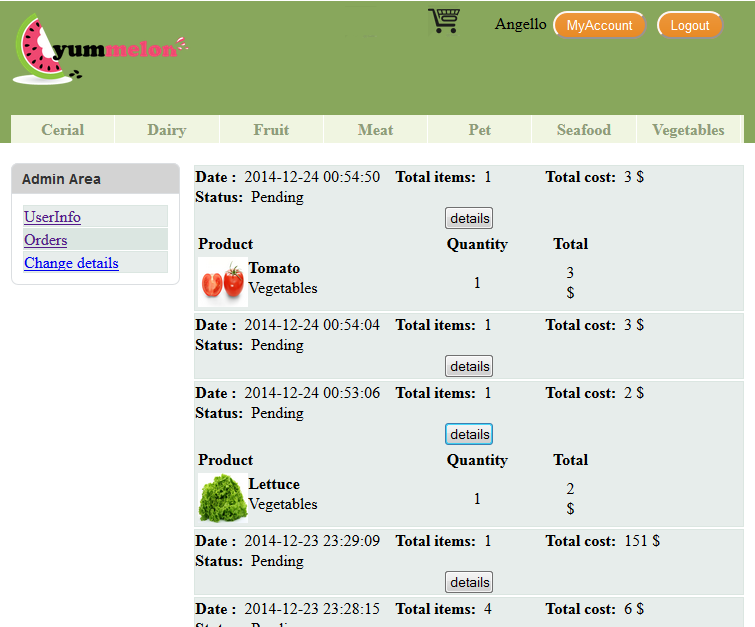 yummelon
Angello MyAccount Logout
Cerial Dairy Fruit Meat Pet Seafood Vegetables
Admin Area
UserInfo
Orders
Change details
Date : 2014-12-24 00:54:50 Total items: 1 Total cost: 3 $
Status: Pending
details
Product Quantity Total
Tomato
Vegetables
1
3
$
Date : 2014-12-24 00:54:04 Total items: 1 Total cost: 3 $
Status: Pending
details
Date : 2014-12-24 00:53:06 Total items: 1 Total cost: 2 $
Status: Pending
details
Product Quantity Total
Lettuce
Vegetables
1
2
$
Date : 2014-12-23 23:29:09 Total items: 1 Total cost: 151 $
Status: Pending
details
Date : 2014-12-23 23:28:15 Total items: 4 Total cost: 6 $